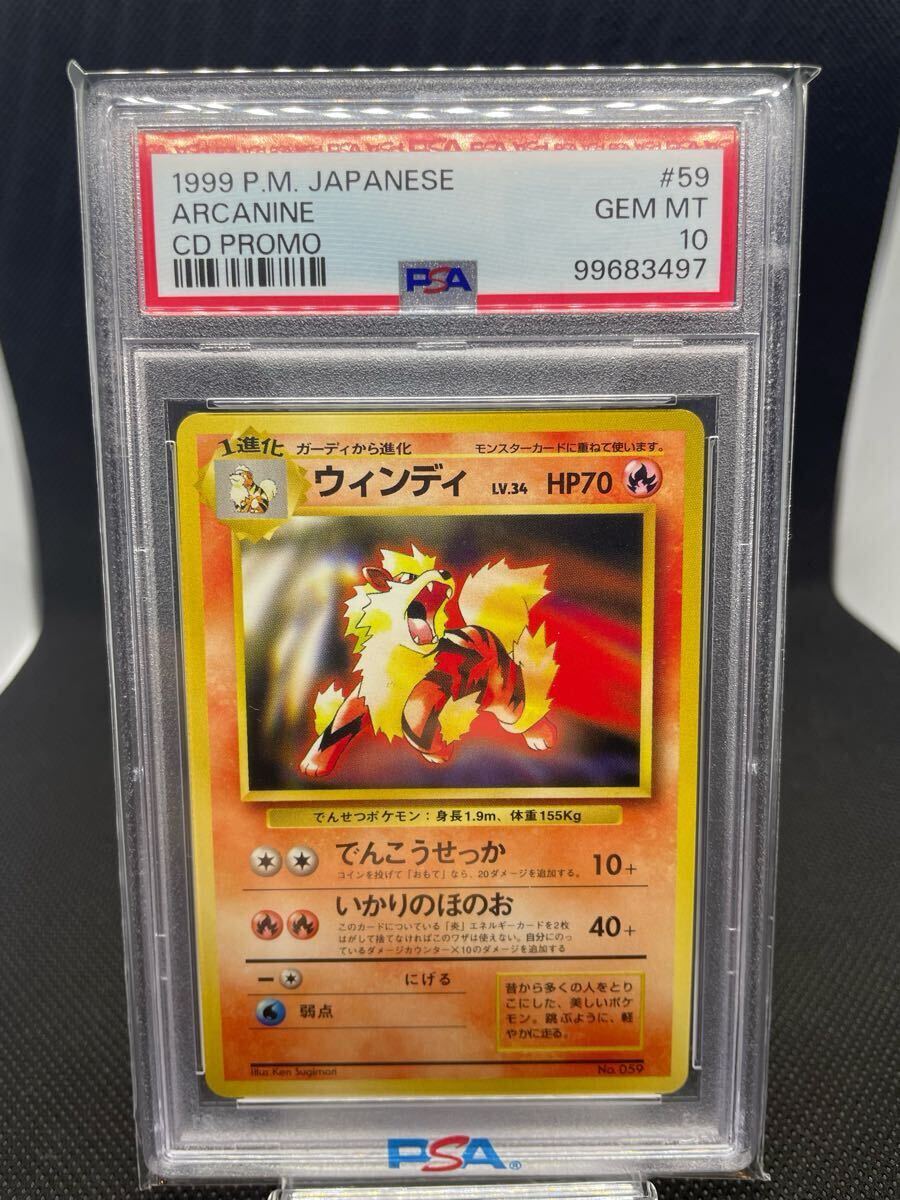 1999 P.M. JAPANESE #59
ARCANINE GEM MT
CD PROMO 10
99683497
PSA
1進化 ガーディから進化 モンスターカードに重ねて使います。
ウィンディ LV.34 HP70
でんせつポケモン：身長1.9m、体重155Kg
でんこうせっか 10+
コインを投げて「おもて」なら、20ダメージを追加する。
いかりのほのお 40+
このカードについている「炎」エネルギーカードを2枚
はがして捨てなければこのワザは使えない。自分にのっ
ているダメージカウンター×10のダメージを追加する
にげる
弱点
昔から多くの人をとり
こにした、美しいポケ
モン。跳ぶように、軽
やかに走る。
Illus. Ken Sugimori No. 059
PSA®